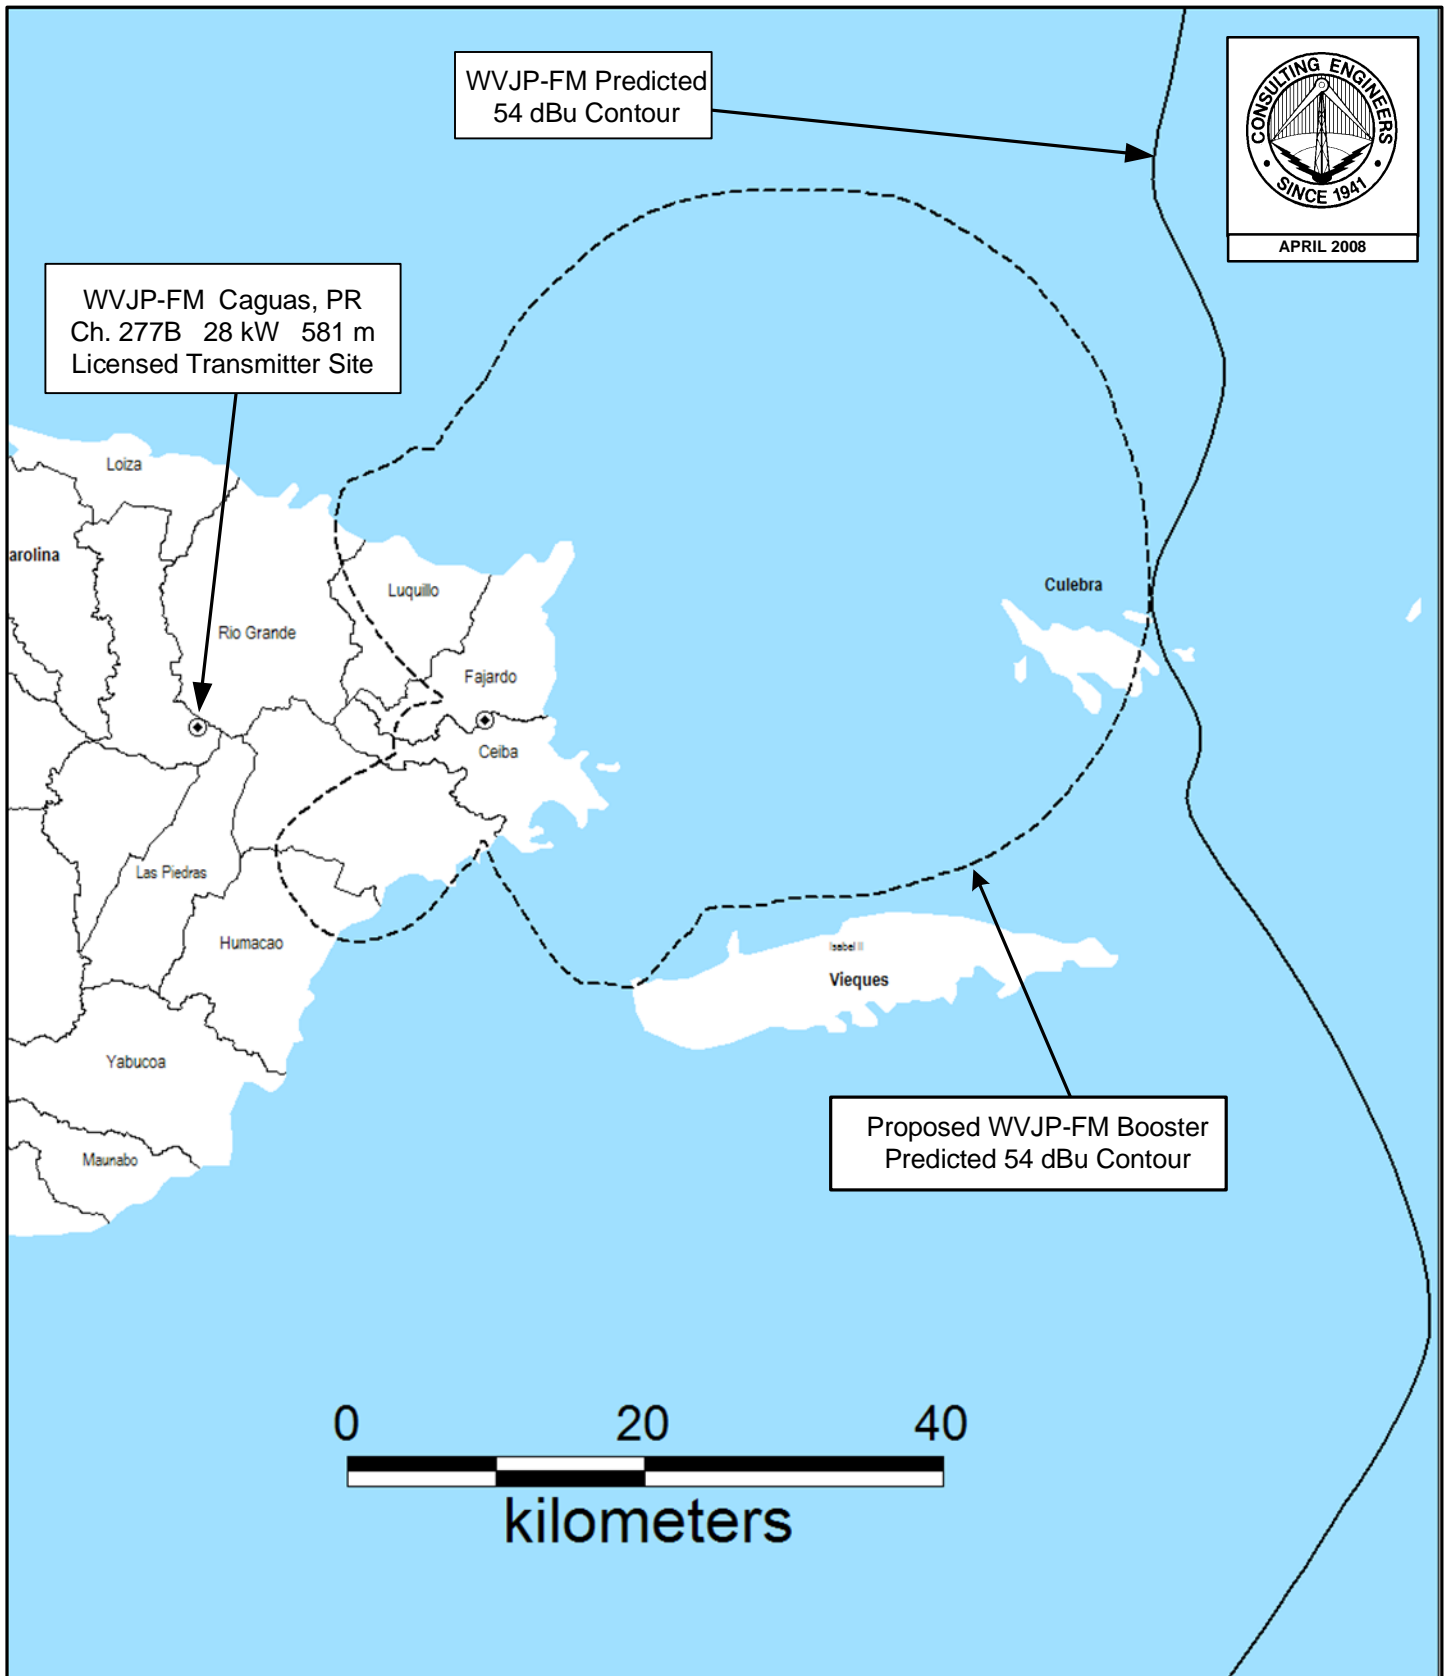 WVJP-FM Predicted
54 dBu Contour
CONSULTING ENGINEERS
• SINCE 1941 •
APRIL 2008
WVJP-FM Caguas, PR
Ch. 277B 28 kW 581 m
Licensed Transmitter Site
Loiza
arolina
Luquillo
Culebra
Rio Grande
Fajardo
Ceiba
Las Piedras
Humacao
Isabel II
Vieques
Yabucoa
Proposed WVJP-FM Booster
Predicted 54 dBu Contour
Maunabo
0 20 40
kilometers